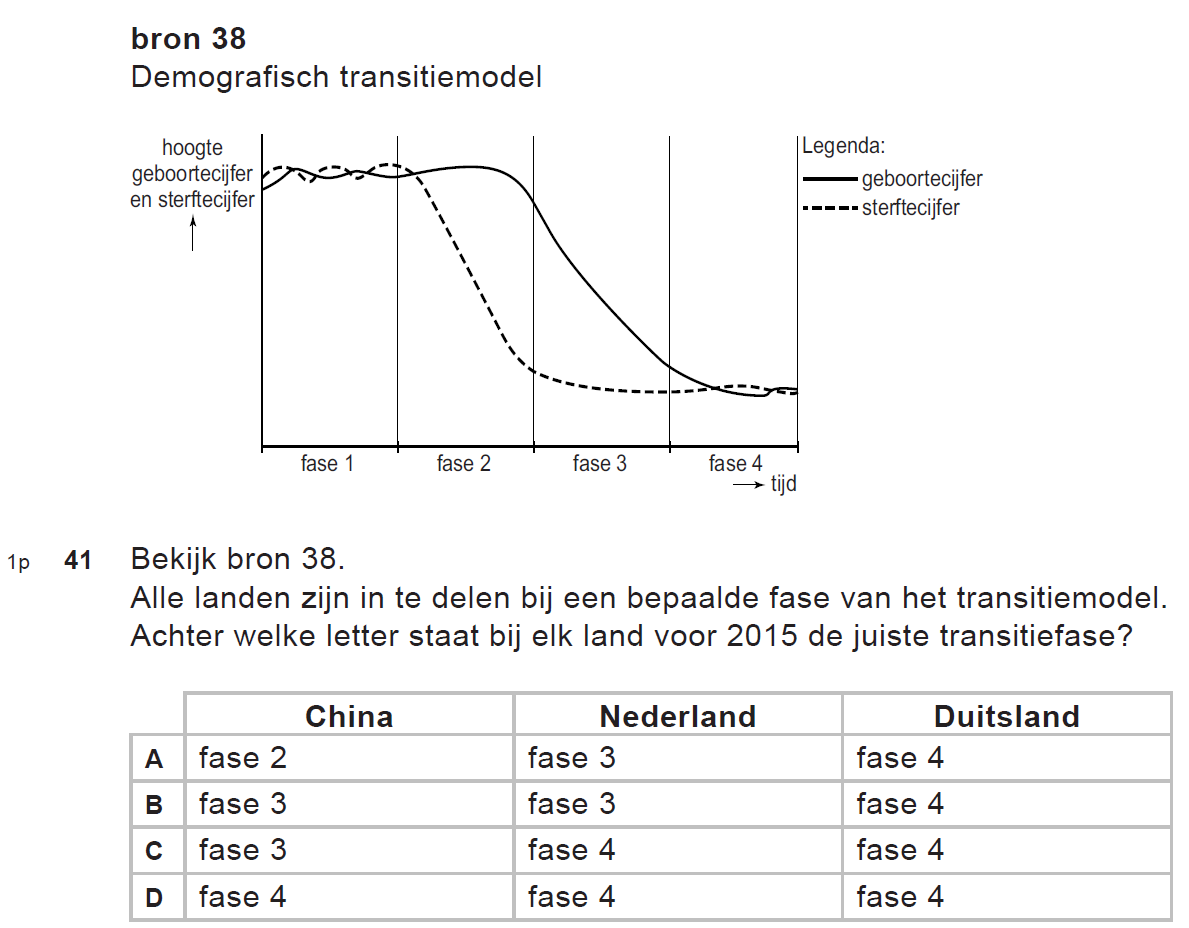 bron 38
Demografisch transitiemodel
hoogte
geboortecijfer
en sterftecijfer
Legenda:
geboortecijfer
sterftecijfer
fase 1
fase 2
fase 3
fase 4
tijd
1p 41 Bekijk bron 38.
Alle landen zijn in te delen bij een bepaalde fase van het transitiemodel.
Achter welke letter staat bij elk land voor 2015 de juiste transitiefase?
China Nederland Duitsland
A fase 2 fase 3 fase 4
B fase 3 fase 3 fase 4
C fase 3 fase 4 fase 4
D fase 4 fase 4 fase 4